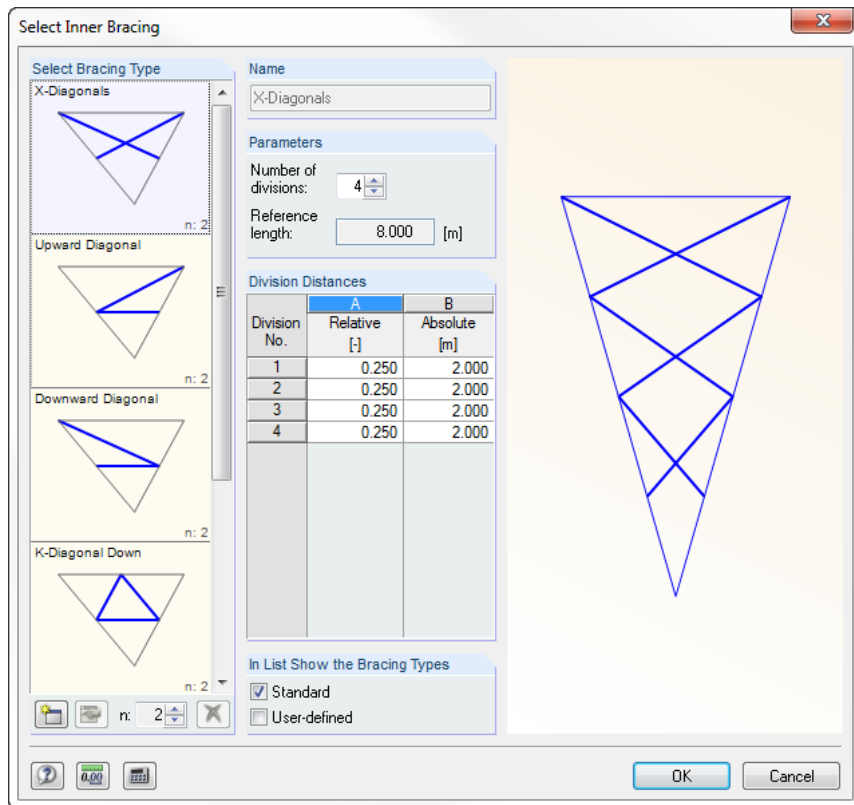 Select Inner Bracing
Select Bracing Type
X-Diagonals
n: 2
Upward Diagonal
n: 2
Downward Diagonal
n: 2
K-Diagonal Down
n: 2
n: 2
Name
X-Diagonals
Parameters
Number of
divisions: 4
Reference
length: 8.000 [m]
Division Distances
A B
Division Relative Absolute
No. [-] [m]
1 0.250 2.000
2 0.250 2.000
3 0.250 2.000
4 0.250 2.000
In List Show the Bracing Types
Standard
User-defined
0.00
OK Cancel